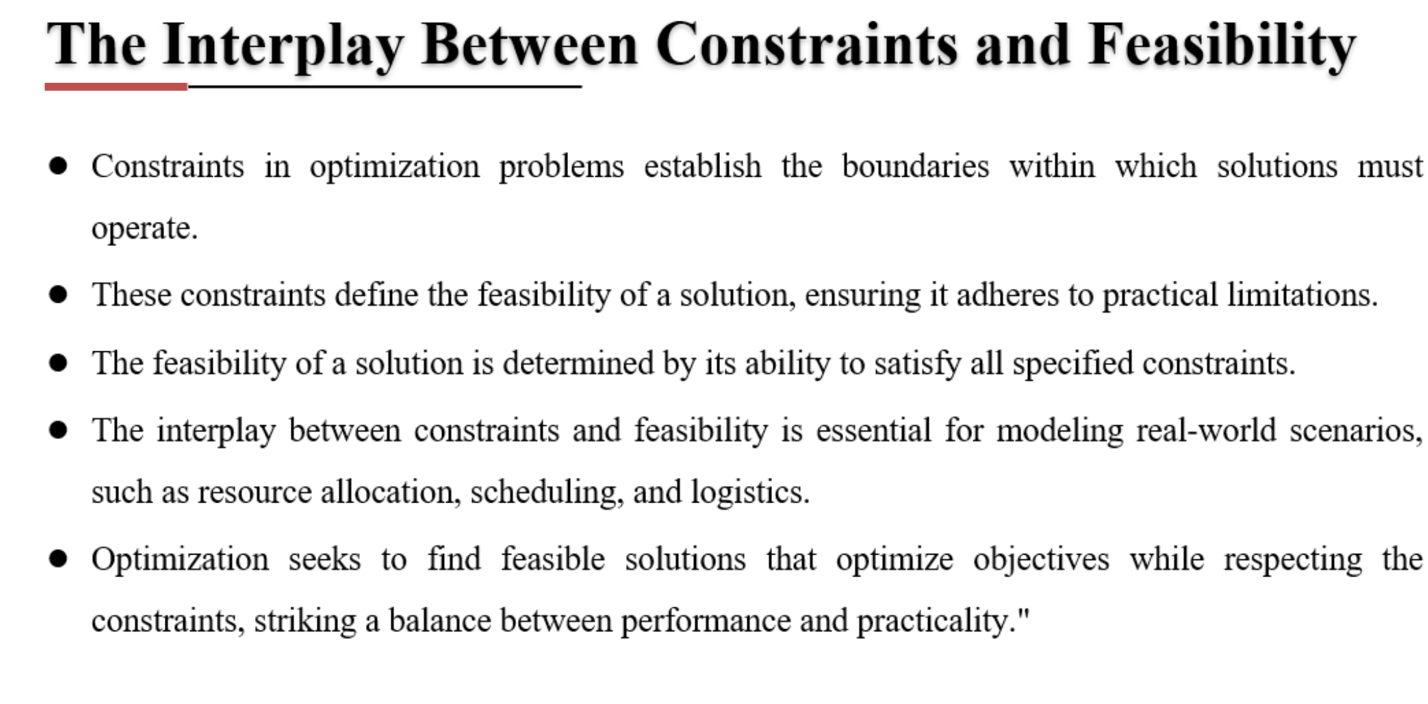 The Interplay Between Constraints and Feasibility
● Constraints in optimization problems establish the boundaries within which solutions must
operate.
● These constraints define the feasibility of a solution, ensuring it adheres to practical limitations.
● The feasibility of a solution is determined by its ability to satisfy all specified constraints.
● The interplay between constraints and feasibility is essential for modeling real-world scenarios,
such as resource allocation, scheduling, and logistics.
● Optimization seeks to find feasible solutions that optimize objectives while respecting the
constraints, striking a balance between performance and practicality."